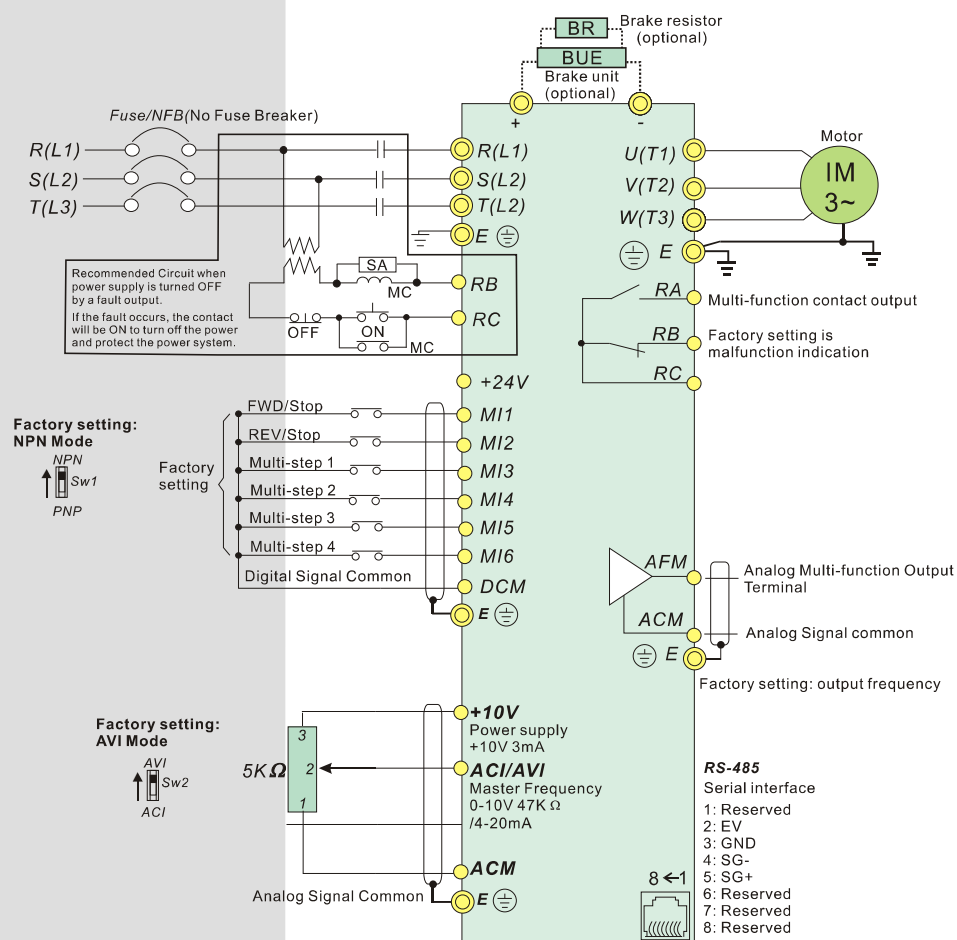 BR
Brake resistor
(optional)
BUE
Brake unit
(optional)
+
-
Fuse/NFB(No Fuse Breaker)
R(L1)
S(L2)
T(L3)
R(L1)
S(L2)
T(L2)
E
U(T1)
V(T2)
W(T3)
E
Motor
IM
3~
Recommended Circuit when
power supply is turned OFF
by a fault output.
If the fault occurs, the contact
will be ON to turn off the power
and protect the power system.
SA
MC
OFF
ON
MC
RB
RC
RA
RB
RC
Multi-function contact output
Factory setting is
malfunction indication
+24V
Factory setting:
NPN Mode
NPN
Sw1
PNP
Factory
setting
FWD/Stop
REV/Stop
Multi-step 1
Multi-step 2
Multi-step 3
Multi-step 4
Digital Signal Common
MI1
MI2
MI3
MI4
MI5
MI6
DCM
E
AFM
ACM
E
Analog Multi-function Output
Terminal
Analog Signal common
Factory setting: output frequency
Factory setting:
AVI Mode
AVI
Sw2
ACI
5KΩ
3
2
1
+10V
Power supply
+10V 3mA
ACI/AVI
Master Frequency
0-10V 47K Ω
/4-20mA
ACM
Analog Signal Common
E
RS-485
Serial interface
1: Reserved
2: EV
3: GND
4: SG-
5: SG+
6: Reserved
7: Reserved
8: Reserved
8←1